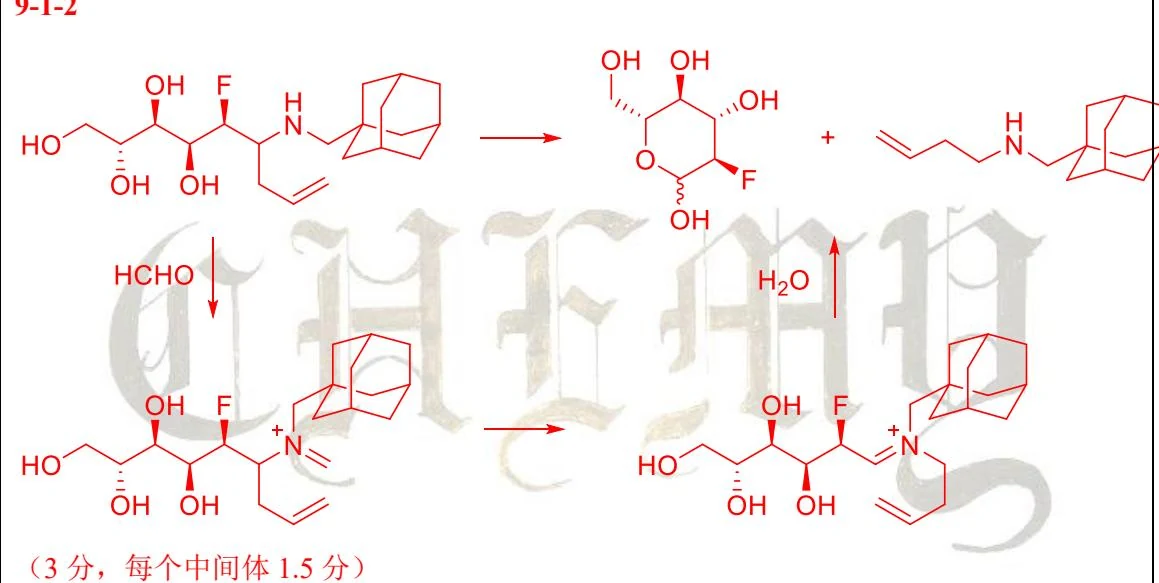 9-1-2
OH F H
N
HO
OH OH
OH OH
OH
O
F
OH
+
H
N
HCHO
H₂O
OH F
+
N
HO
OH OH
OH F
+
N
HO
OH OH
(3 分，每个中间体 1.5 分)
CHEMY